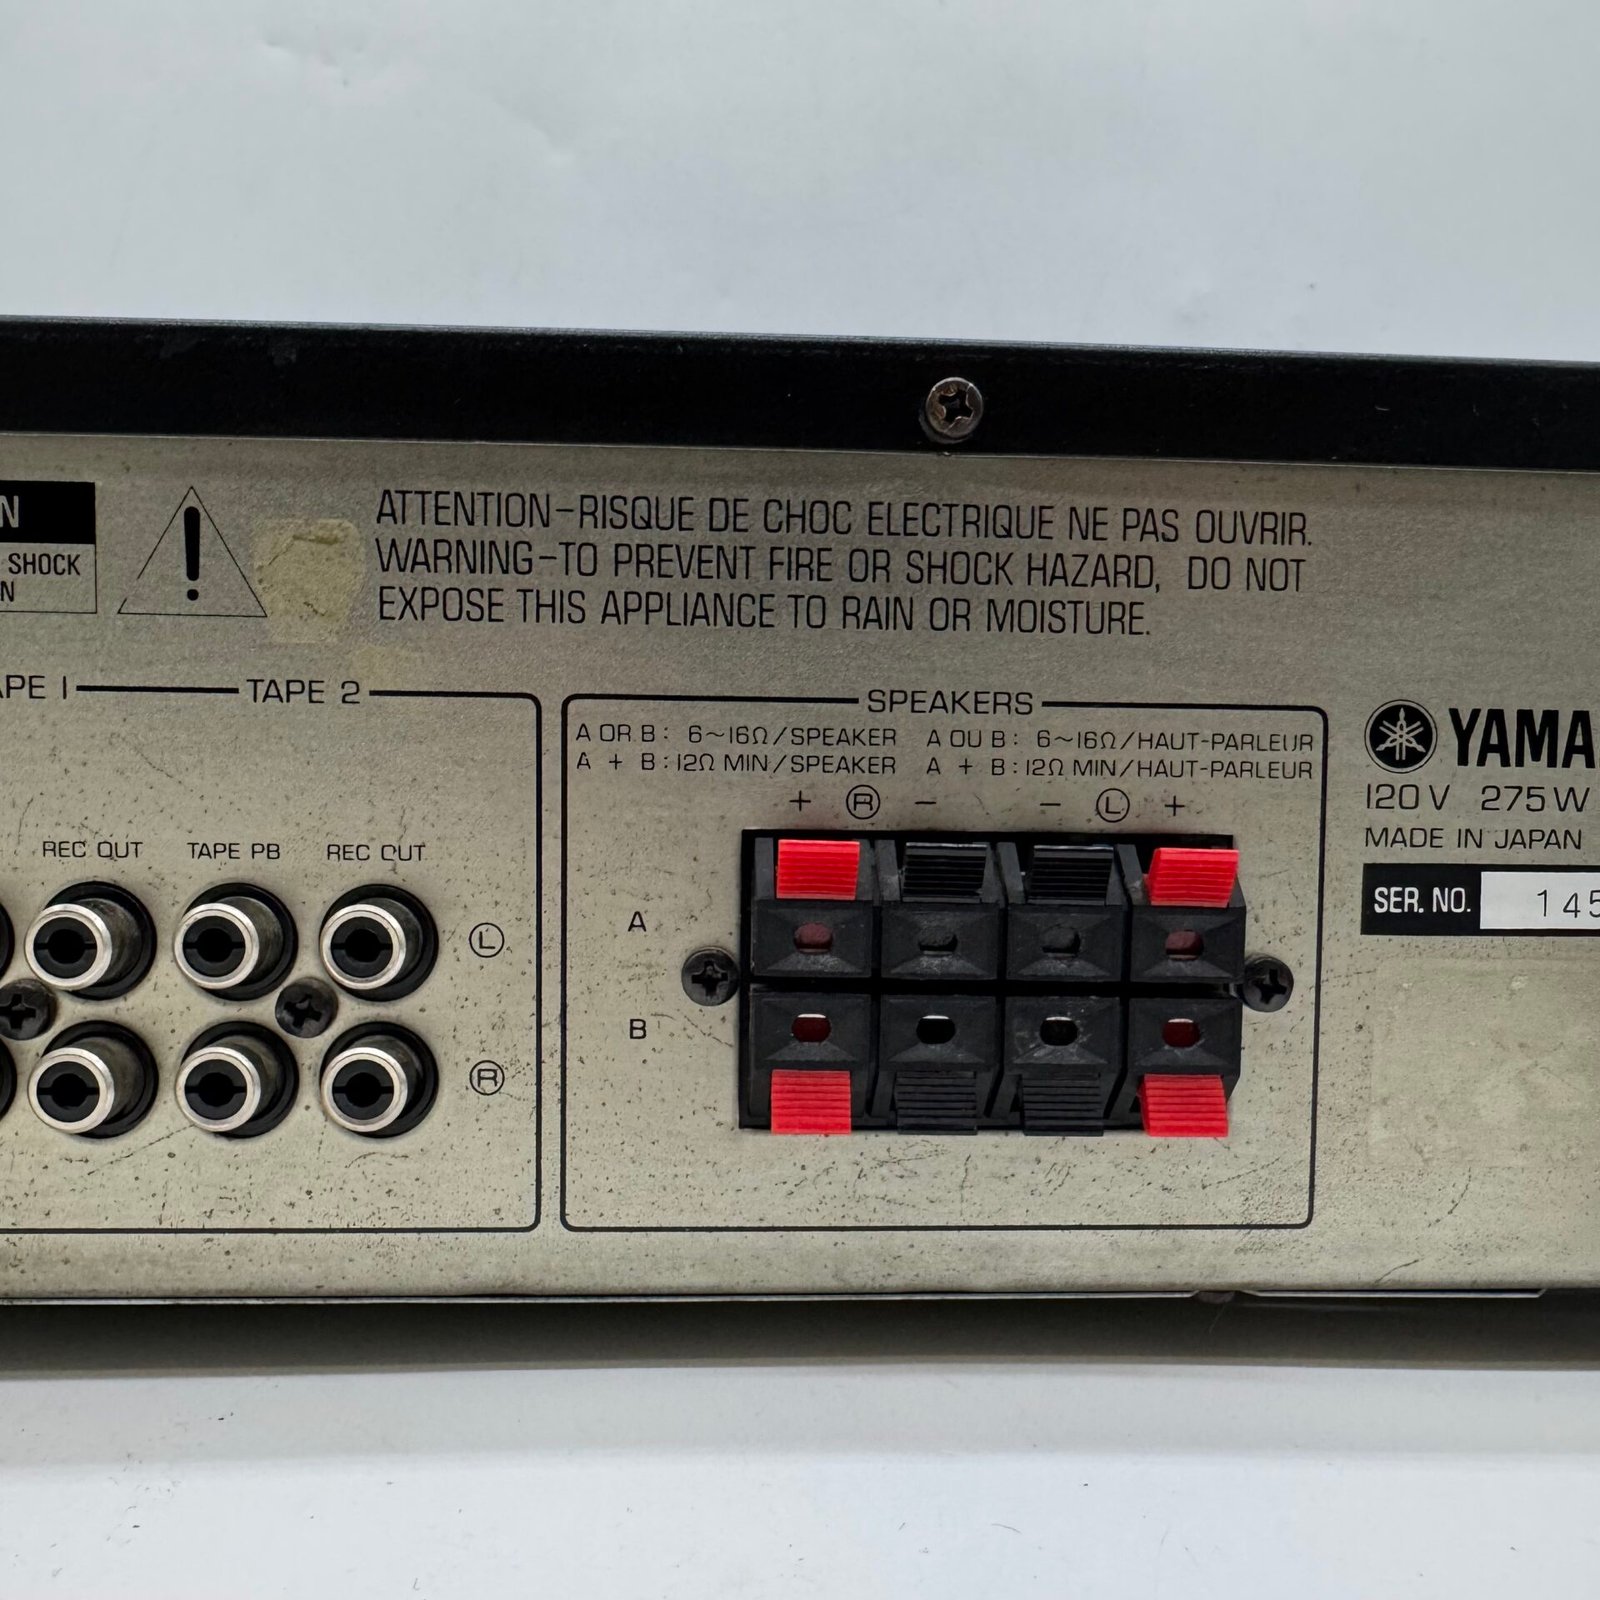 N
SHOCK
N
!
ATTENTION-RISQUE DE CHOC ELECTRIQUE NE PAS OUVRIR.
WARNING-TO PREVENT FIRE OR SHOCK HAZARD, DO NOT
EXPOSE THIS APPLIANCE TO RAIN OR MOISTURE.
APE 1
TAPE 2
REC OUT
TAPE PB
REC OUT
L
R
SPEAKERS
A OR B: 6~16Ω/SPEAKER A OU B: 6~16Ω/HAUT-PARLEUR
A + B: 12Ω MIN/SPEAKER A + B: 12Ω MIN/HAUT-PARLEUR
+ R - - L +
A
B
YAMA
120V 275W
MADE IN JAPAN
SER. NO. 145